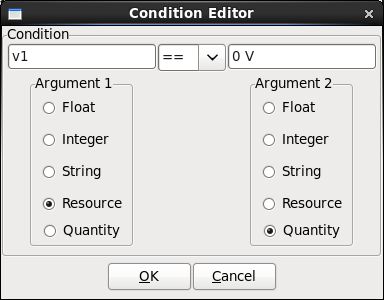 Condition Editor
Condition
v1 == 0 V
Argument 1 Argument 2
Float Float
Integer Integer
String String
Resource Resource
Quantity Quantity
OK Cancel